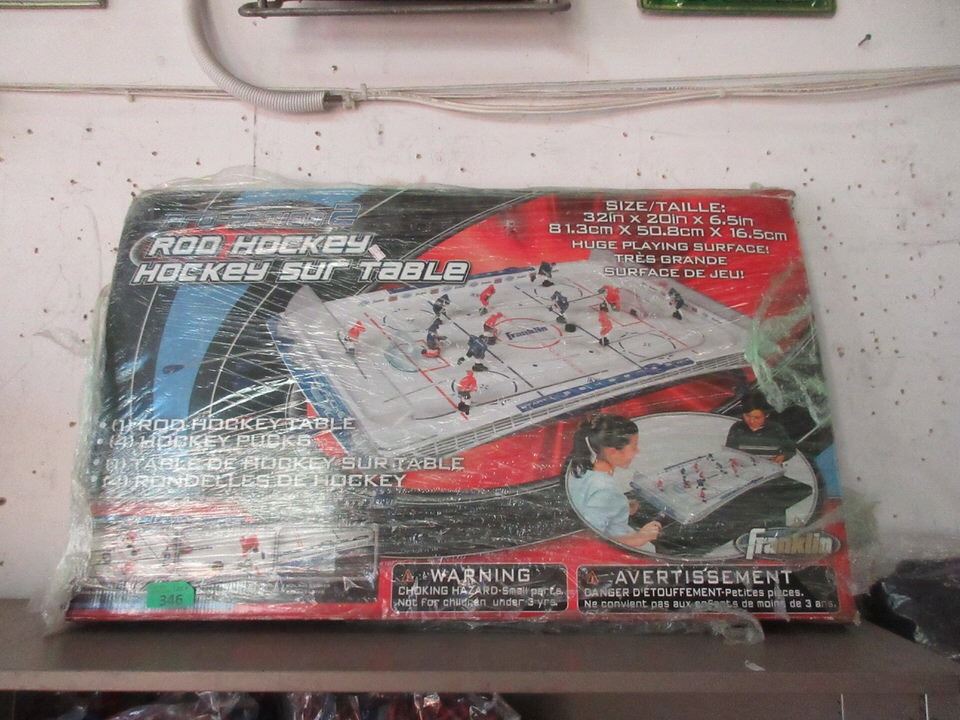 ROD HOCKEY
HOCKEY SUR TABLE
SIZE/TAILLE:
32in x 20in x 6.5in
81.3cm x 50.8cm x 16.5cm
HUGE PLAYING SURFACE!
TRÈS GRANDE
SURFACE DE JEU!
Franklin
(1) ROD HOCKEY TABLE
(4) HOCKEY PUCKS
(1) TABLE DE HOCKEY SUR TABLE
(4) RONDELLES DE HOCKEY
Franklin
WARNING
CHOKING HAZARD-Small parts.
Not for children under 3 yrs.
AVERTISSEMENT
DANGER D'ÉTOUFFEMENT-Petites pièces.
Ne convient pas aux enfants de moins de 3 ans.
346